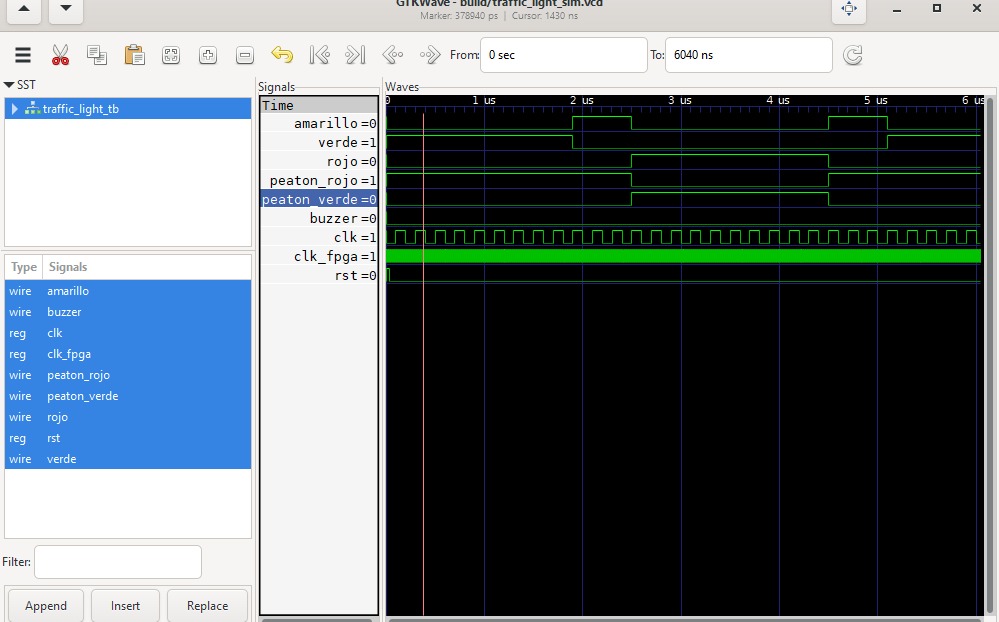 GTKWave - build/traffic_light_sim.vcd
Marker: 378940 ps | Cursor: 1430 ns
From: 0 sec To: 6040 ns
SST
traffic_light_tb
Type Signals
wire amarillo
wire buzzer
reg clk
reg clk_fpga
wire peaton_rojo
wire peaton_verde
wire rojo
reg rst
wire verde
Filter:
Append Insert Replace
Signals
Time
amarillo=0
verde=1
rojo=0
peaton_rojo=1
peaton_verde=0
buzzer=0
clk=1
clk_fpga=1
rst=0
Waves
0 1 us 2 us 3 us 4 us 5 us 6 us